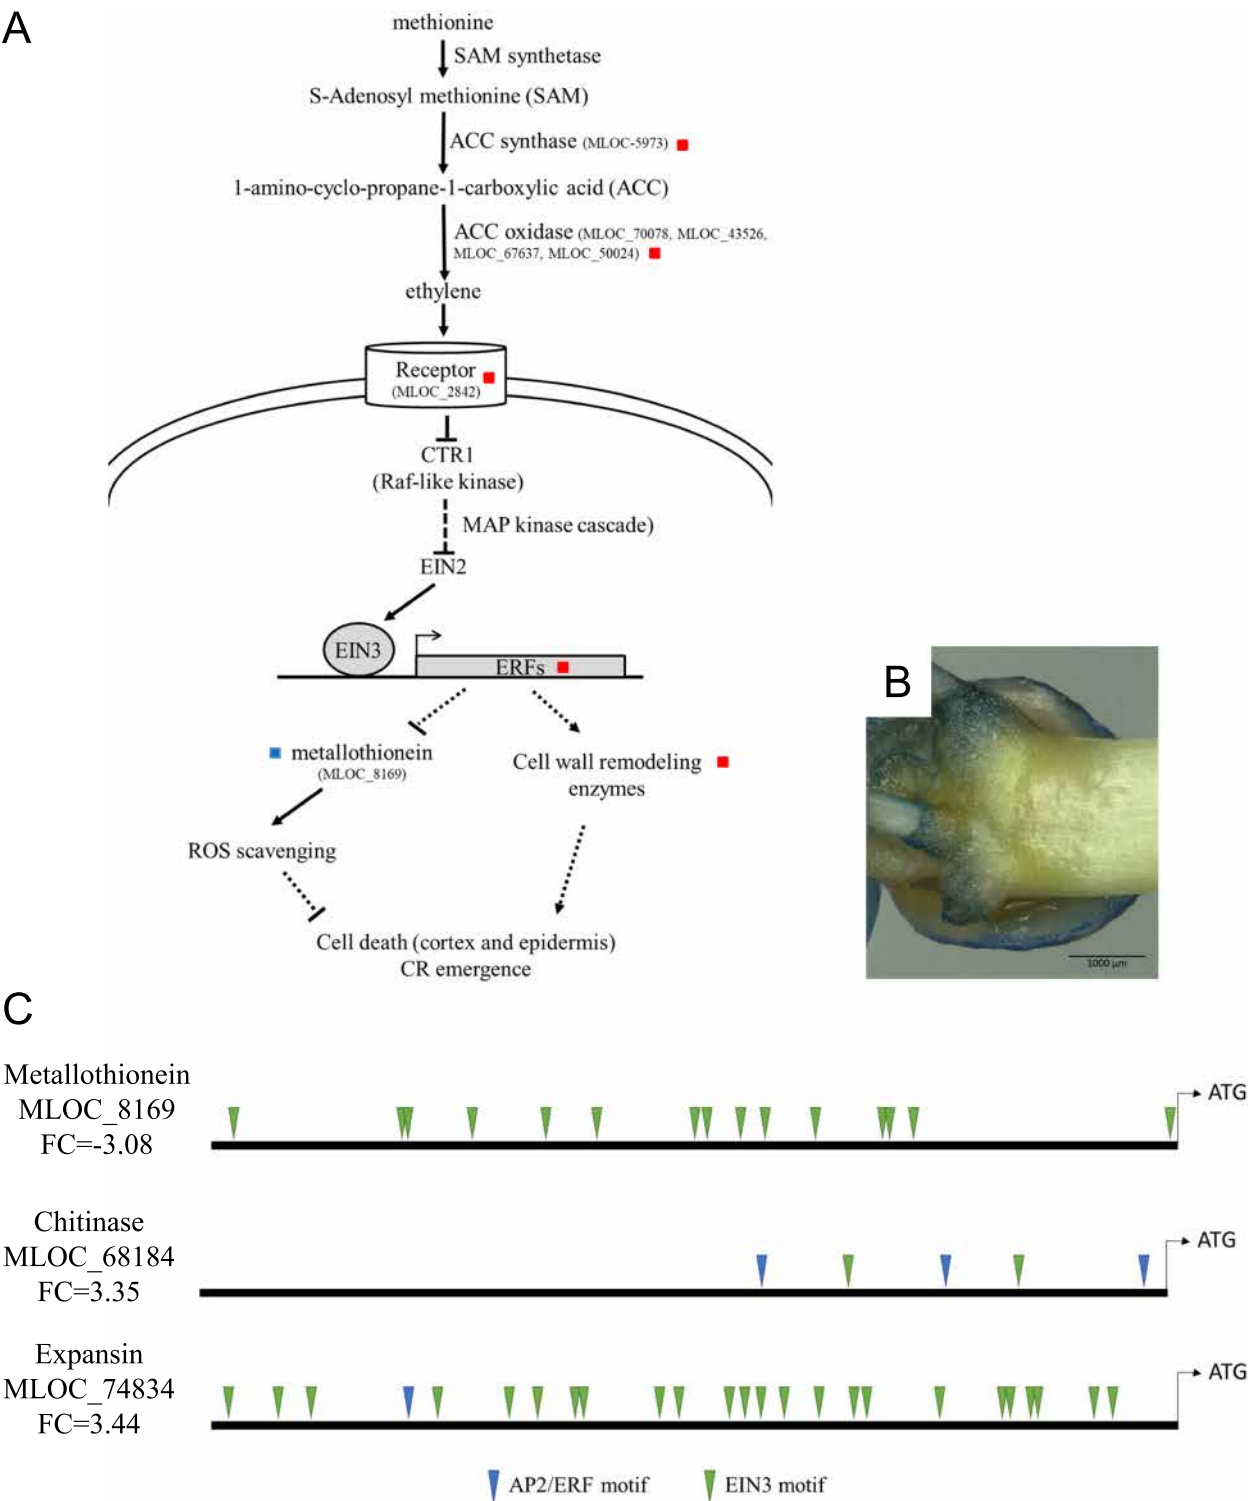 A
methionine
SAM synthetase
S-Adenosyl methionine (SAM)
ACC synthase (MLOC-5973)
1-amino-cyclo-propane-1-carboxylic acid (ACC)
ACC oxidase (MLOC_70078, MLOC_43526,
MLOC_67637, MLOC_50024)
ethylene
Receptor
(MLOC_2842)
CTR1
(Raf-like kinase)
MAP kinase cascade)
EIN2
EIN3
ERFs
metallothionein
(MLOC_8169)
Cell wall remodeling
enzymes
ROS scavenging
Cell death (cortex and epidermis)
CR emergence
B
1000 µm
C
Metallothionein
MLOC_8169
FC=-3.08
ATG
Chitinase
MLOC_68184
FC=3.35
ATG
Expansin
MLOC_74834
FC=3.44
ATG
AP2/ERF motif
EIN3 motif